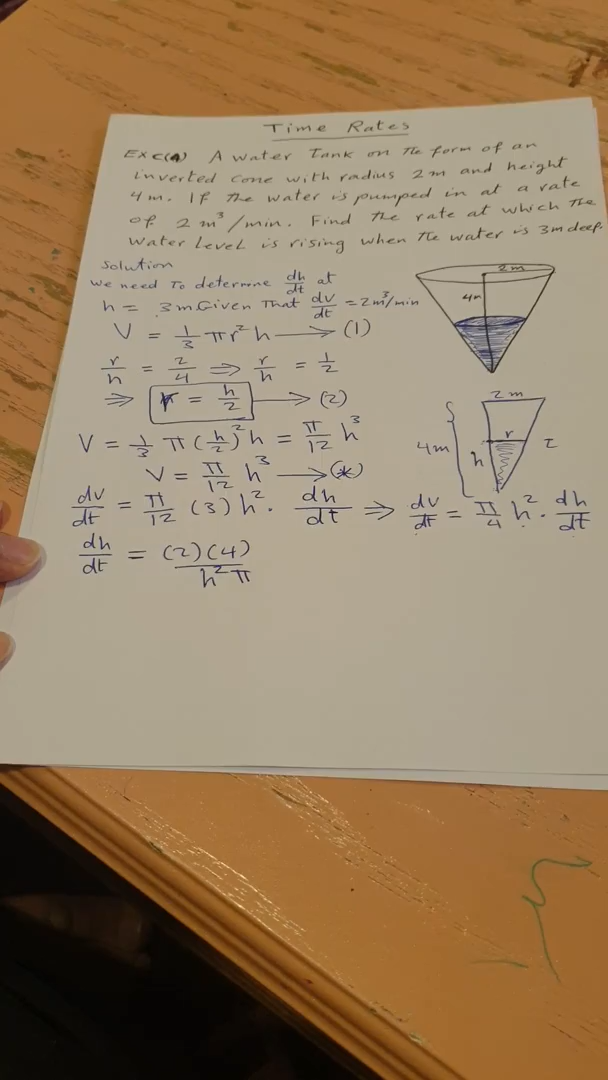 Time Rates
Ex C(4) A water Tank on The form of an
inverted cone with radius 2 m and height
4 m. If the water is pumped in at a rate
of 2 m³/min. Find the rate at which the
water level is rising when the water is 3m deep.
Solution
we need To determine dh/dt at
h = 3m Given That dv/dt = 2m³/min
V = 1/3 πr²h → (1)
r/h = 2/4 ⇒ r/h = 1/2
⇒ r = h/2 → (2)
V = 1/3 π (h/2)² h = π/12 h³
V = π/12 h³ → (*)
dv/dt = π/12 (3) h² · dh/dt ⇒ dv/dt = π/4 h² · dh/dt
dh/dt = (2)(4)/h²π
2 m
4m
2 m
4m
r
h